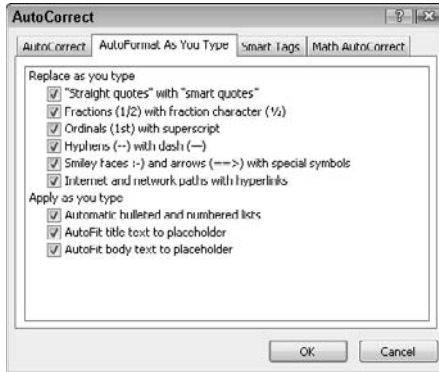 AutoCorrect
AutoCorrect AutoFormat As You Type Smart Tags Math AutoCorrect
Replace as you type
"Straight quotes" with "smart quotes"
Fractions (1/2) with fraction character (½)
Ordinals (1st) with superscript
Hyphens (--) with dash (—)
Smiley faces :-) and arrows (==>) with special symbols
Internet and network paths with hyperlinks
Apply as you type
Automatic bulleted and numbered lists
AutoFit title text to placeholder
AutoFit body text to placeholder
OK Cancel